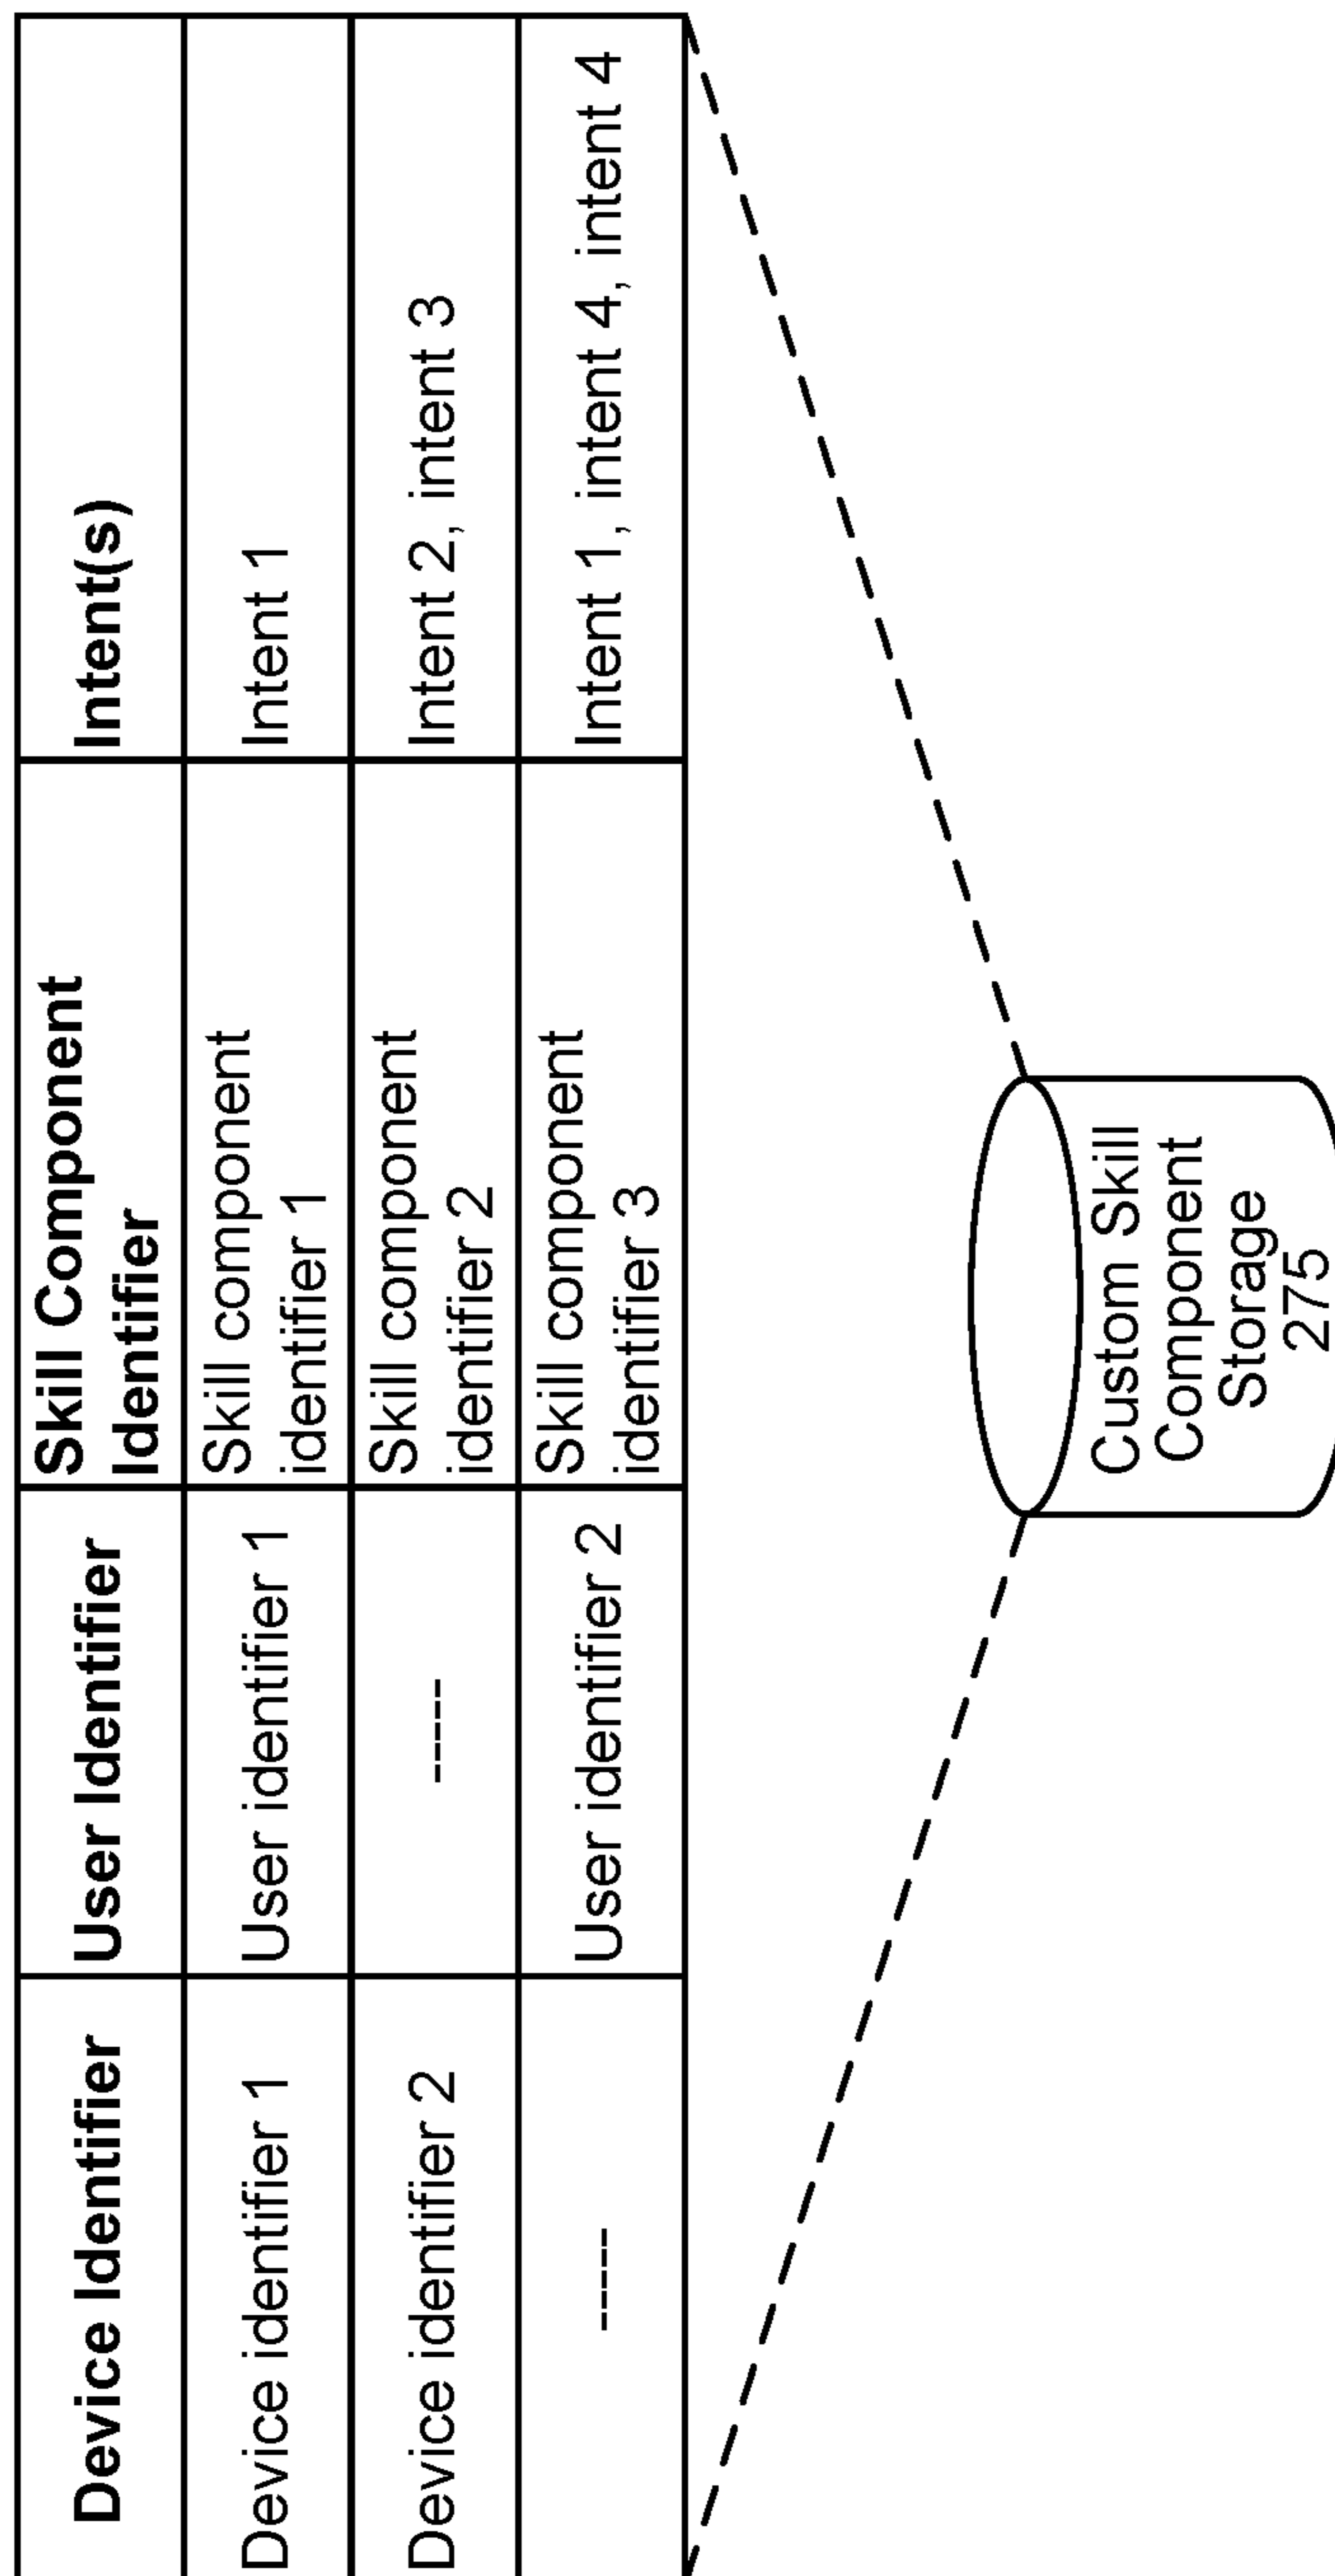 Device Identifier
User Identifier
Skill Component
Identifier
Intent(s)
Device identifier 1
User identifier 1
Skill component
identifier 1
Intent 1
Device identifier 2
-----
Skill component
identifier 2
Intent 2, intent 3
-----
User identifier 2
Skill component
identifier 3
Intent 1, intent 4, intent 4
Custom Skill
Component
Storage
275